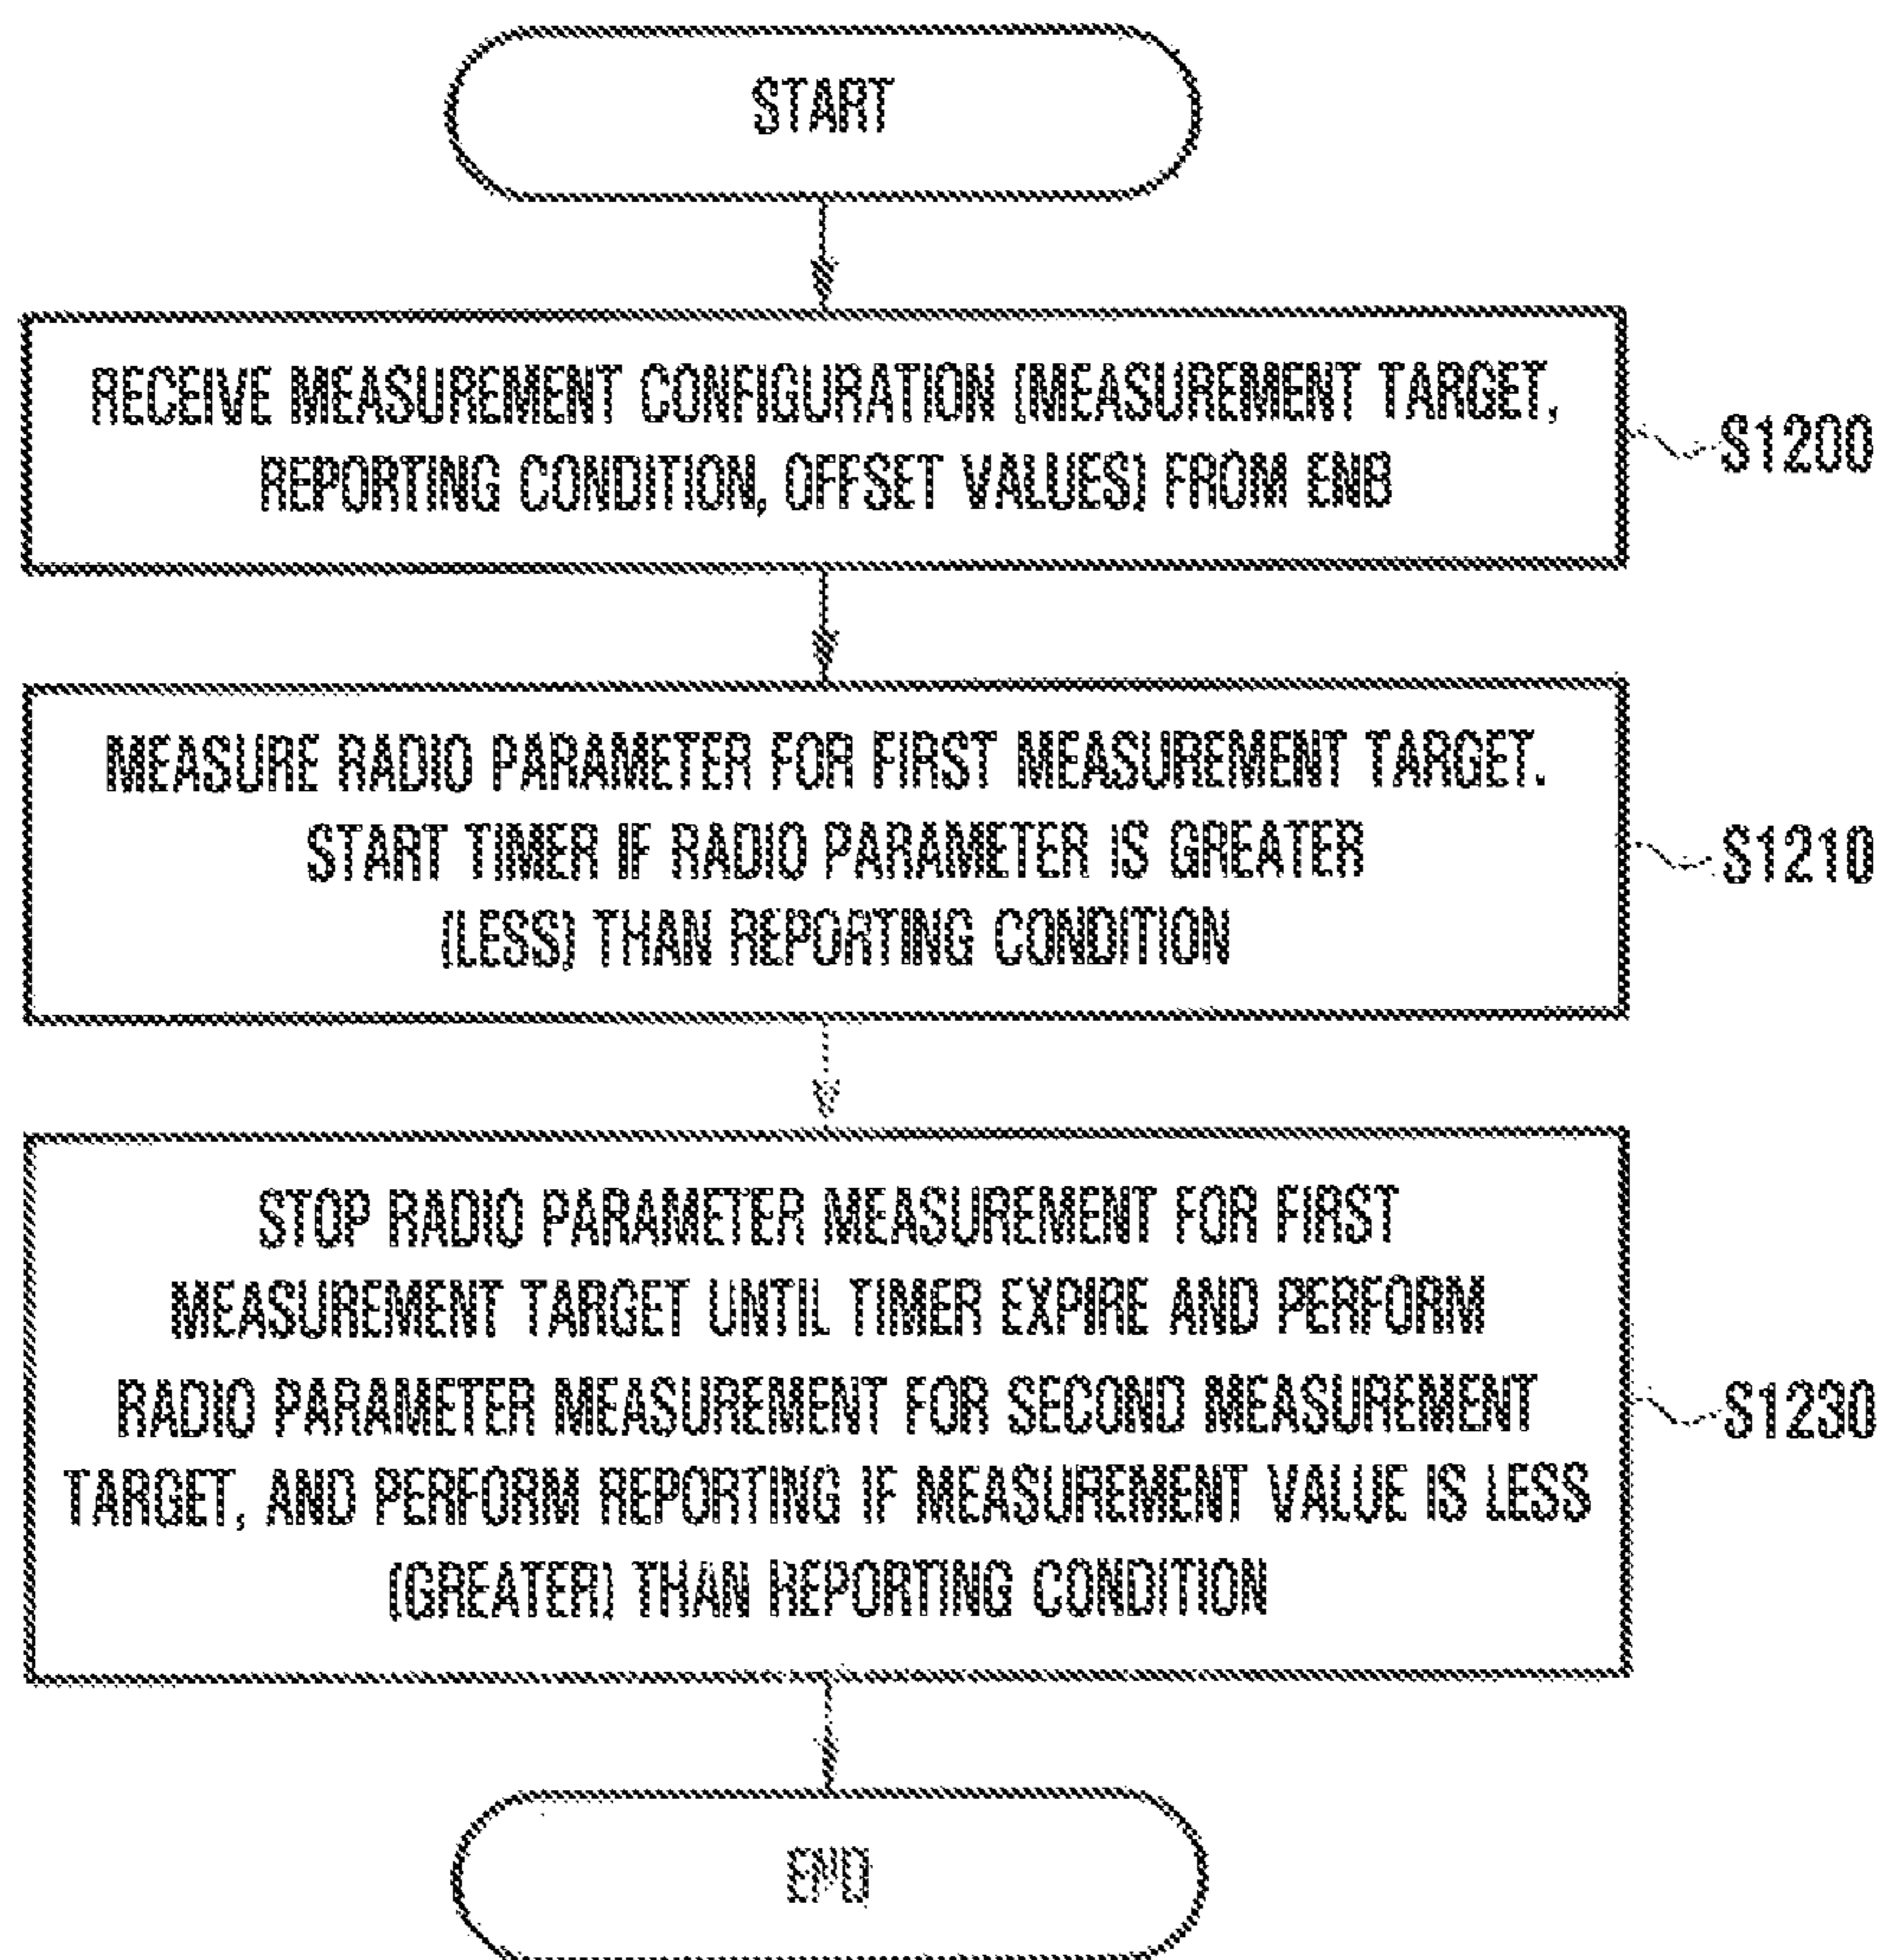 START
RECEIVE MEASUREMENT CONFIGURATION (MEASUREMENT TARGET,
REPORTING CONDITION, OFFSET VALUES) FROM ENB
S1200
MEASURE RADIO PARAMETER FOR FIRST MEASUREMENT TARGET.
START TIMER IF RADIO PARAMETER IS GREATER
(LESS) THAN REPORTING CONDITION
S1210
STOP RADIO PARAMETER MEASUREMENT FOR FIRST
MEASUREMENT TARGET UNTIL TIMER EXPIRE AND PERFORM
RADIO PARAMETER MEASUREMENT FOR SECOND MEASUREMENT
TARGET, AND PERFORM REPORTING IF MEASUREMENT VALUE IS LESS
(GREATER) THAN REPORTING CONDITION
S1230
END